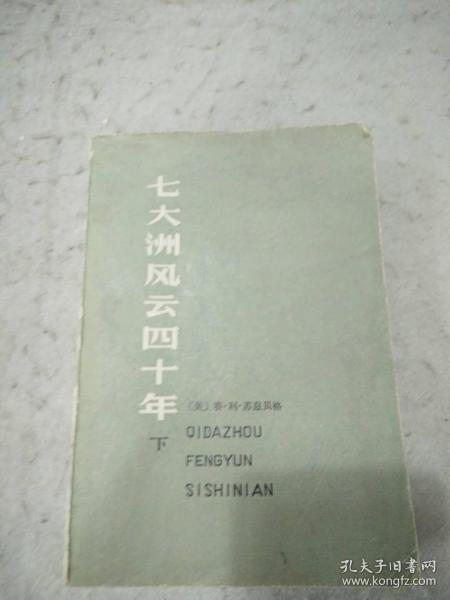 七大洲风云四十年
下
〔美〕赛·利·苏兹贝格
QIDAZHOU
FENGYUN
SISHINIAN
孔夫子旧书网
www.kongfz.com